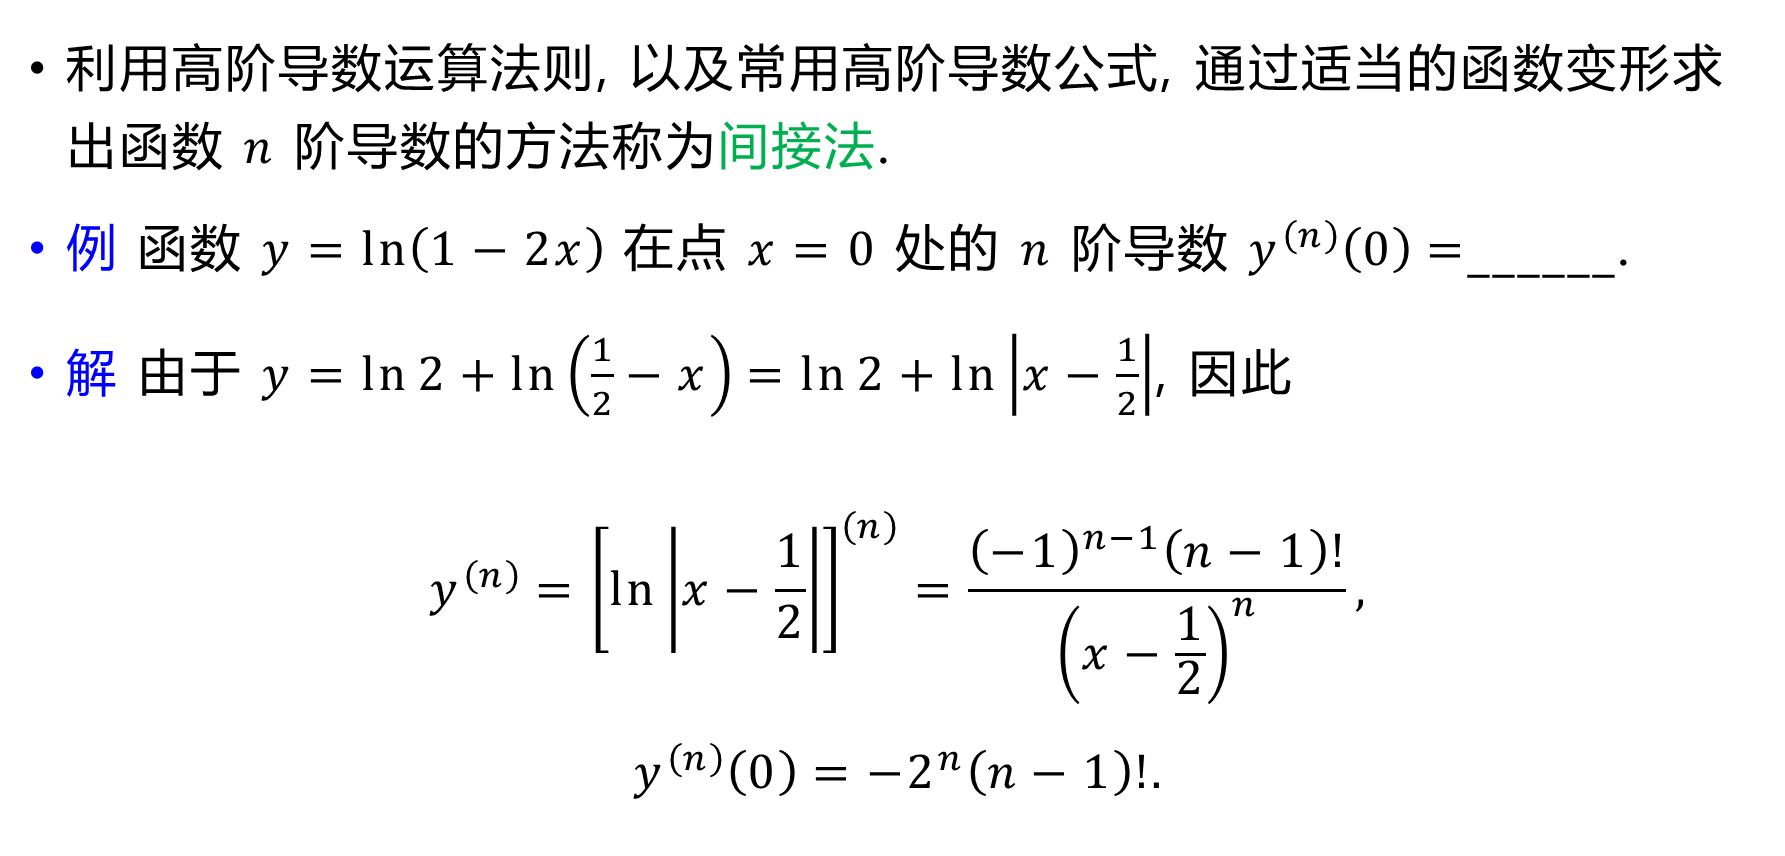 • 利用高阶导数运算法则, 以及常用高阶导数公式, 通过适当的函数变形求
出函数 n 阶导数的方法称为间接法.
• 例 函数 y = ln(1 − 2x) 在点 x = 0 处的 n 阶导数 y^(n)(0) =______.
• 解 由于 y = ln 2 + ln (1/2 − x) = ln 2 + ln |x − 1/2|, 因此
y^(n) = [ln |x − 1/2|]^(n) = (−1)^(n−1)(n − 1)! / (x − 1/2)^n,
y^(n)(0) = −2^n(n − 1)!.